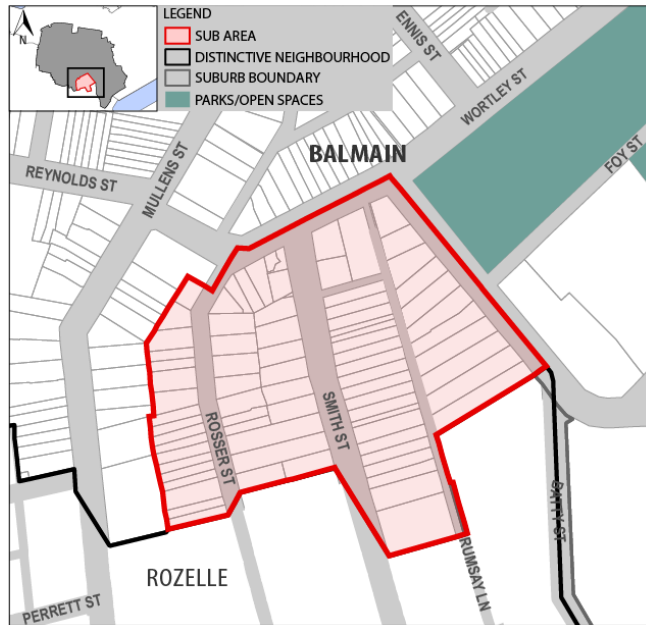 N
LEGEND
SUB AREA
DISTINCTIVE NEIGHBOURHOOD
SUBURB BOUNDARY
PARKS/OPEN SPACES
ENNIS ST
WORTLEY ST
BALMAIN
FOY ST
REYNOLDS ST
MULLENS ST
ROSSER ST
SMITH ST
BATTY ST
RUMSAY LN
ROZELLE
PERRETT ST